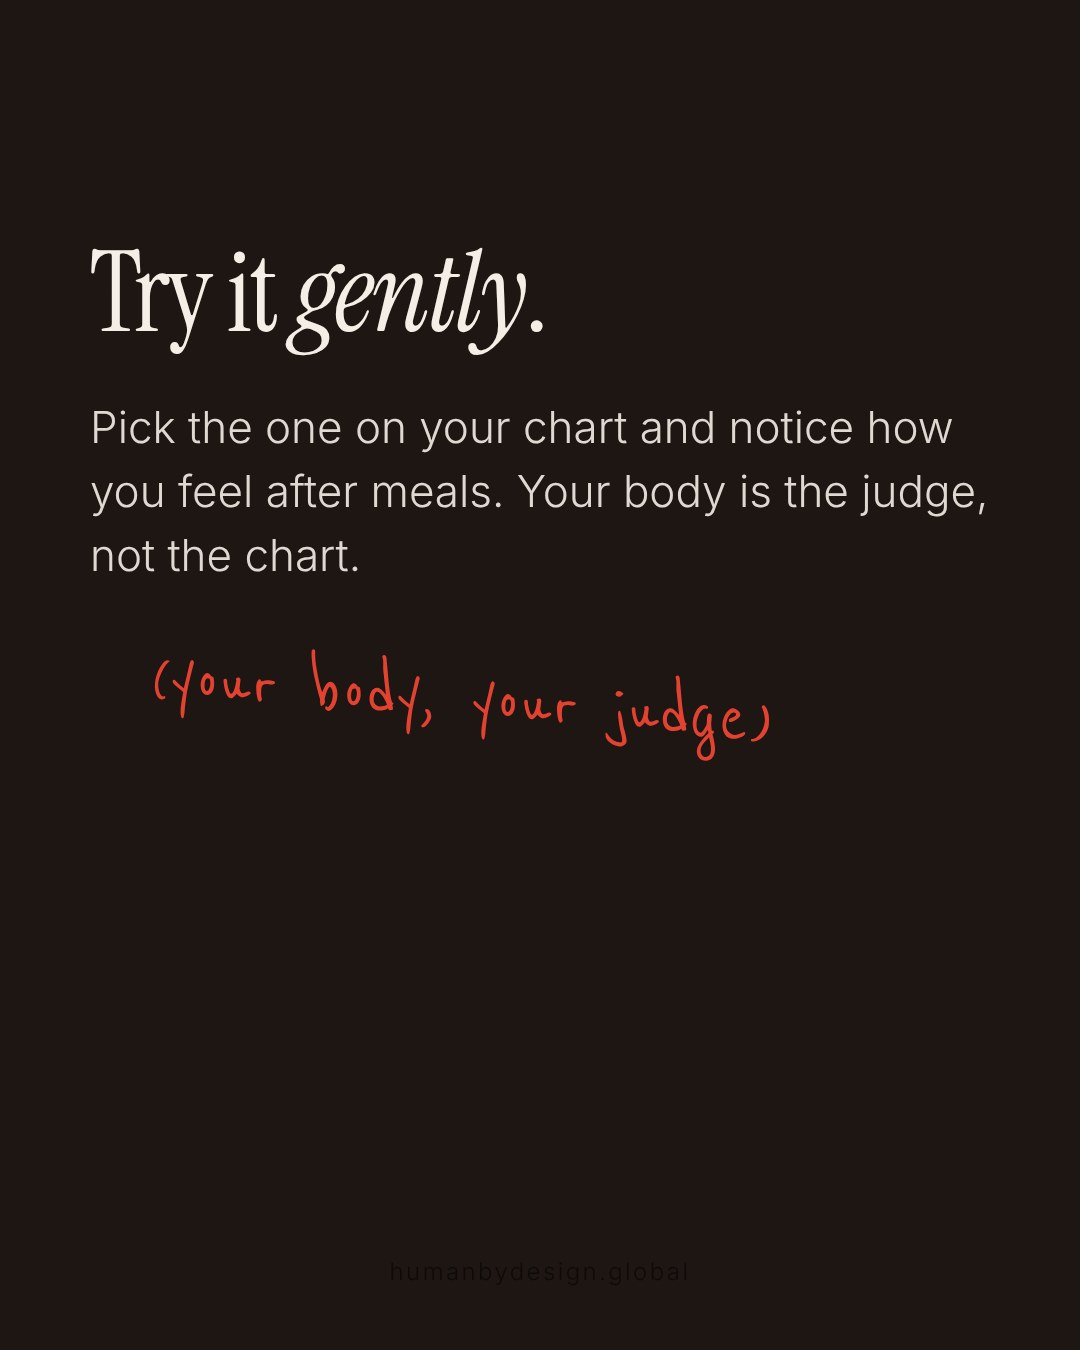 Try it gently.
Pick the one on your chart and notice how
you feel after meals. Your body is the judge,
not the chart.
(your body, your judge)
humanbydesign.global